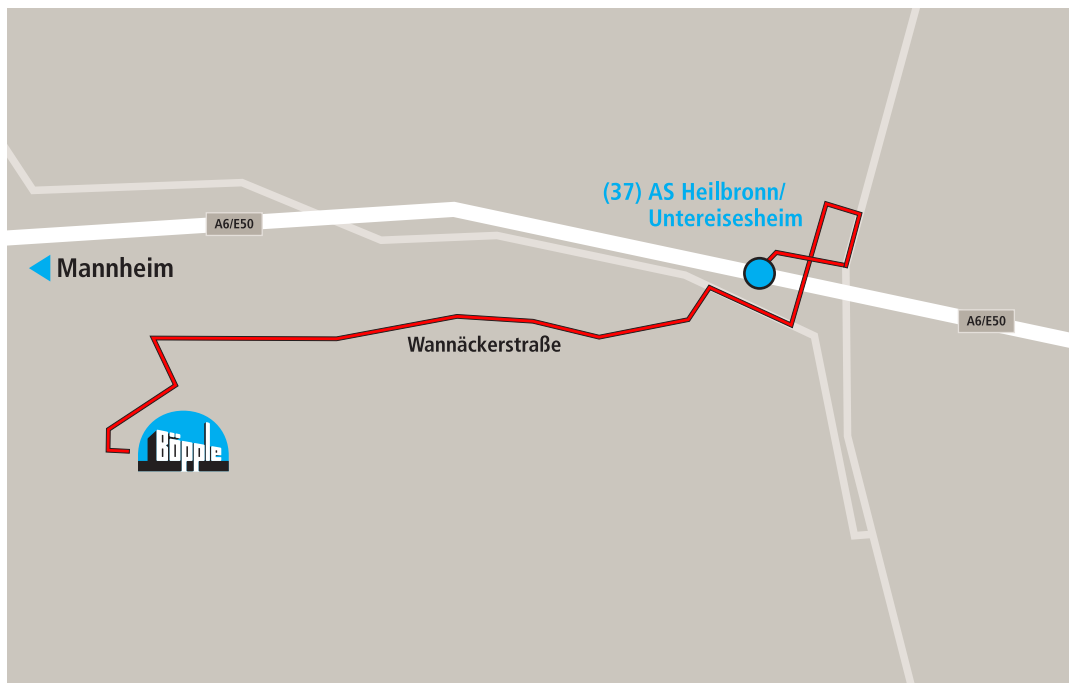 (37) AS Heilbronn/
Untereisesheim
A6/E50
Mannheim
A6/E50
Wannäckerstraße
Böpple